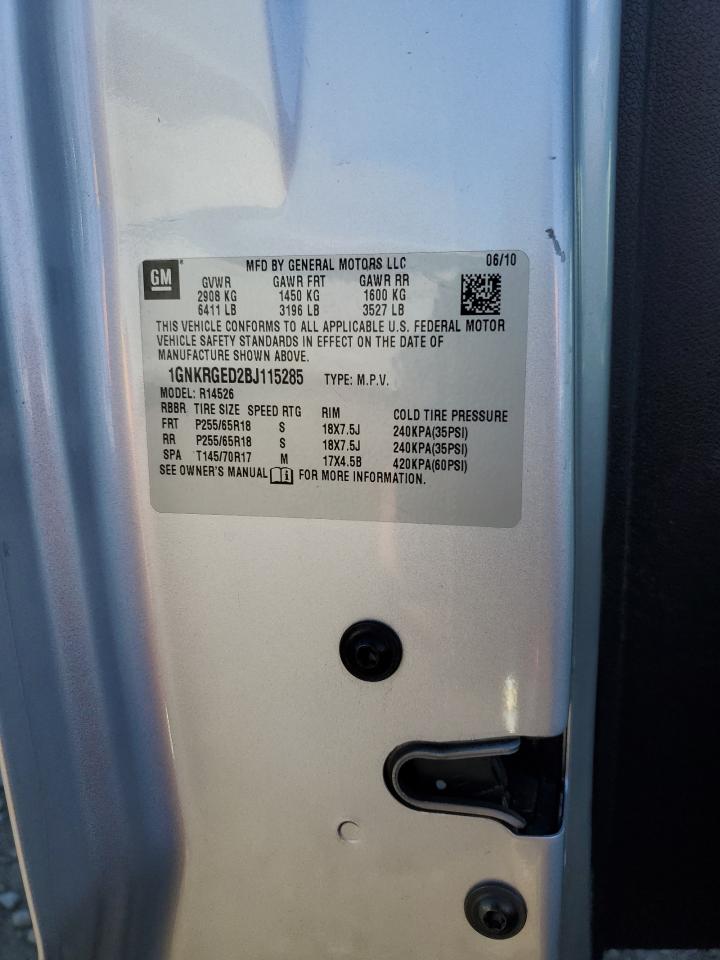 GM
MFD BY GENERAL MOTORS LLC 06/10
GVWR GAWR FRT GAWR RR
2908 KG 1450 KG 1600 KG
6411 LB 3196 LB 3527 LB
THIS VEHICLE CONFORMS TO ALL APPLICABLE U.S. FEDERAL MOTOR
VEHICLE SAFETY STANDARDS IN EFFECT ON THE DATE OF
MANUFACTURE SHOWN ABOVE.
1GNKRGED2BJ115285 TYPE: M.P.V.
MODEL: R14526
RBBR TIRE SIZE SPEED RTG RIM COLD TIRE PRESSURE
FRT P255/65R18 S 18X7.5J 240KPA(35PSI)
RR P255/65R18 S 18X7.5J 240KPA(35PSI)
SPA T145/70R17 M 17X4.5B 420KPA(60PSI)
SEE OWNER'S MANUAL FOR MORE INFORMATION.